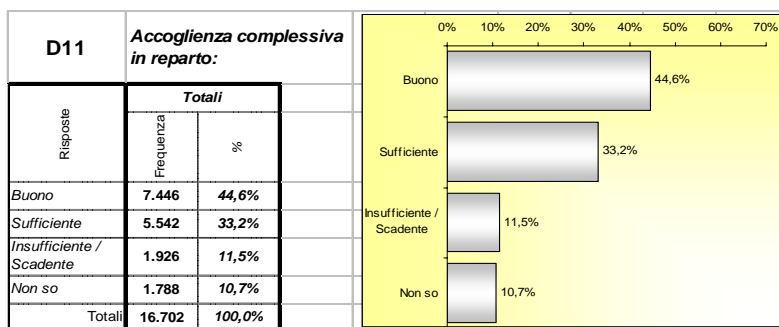 D11
Accoglienza complessiva
in reparto:
Risposte
Totali
Frequenza
%
Buono 7.446 44,6%
Sufficiente 5.542 33,2%
Insufficiente /
Scadente 1.926 11,5%
Non so 1.788 10,7%
Totali 16.702 100,0%
0% 10% 20% 30% 40% 50% 60% 70%
Buono 44,6%
Sufficiente 33,2%
Insufficiente /
Scadente 11,5%
Non so 10,7%